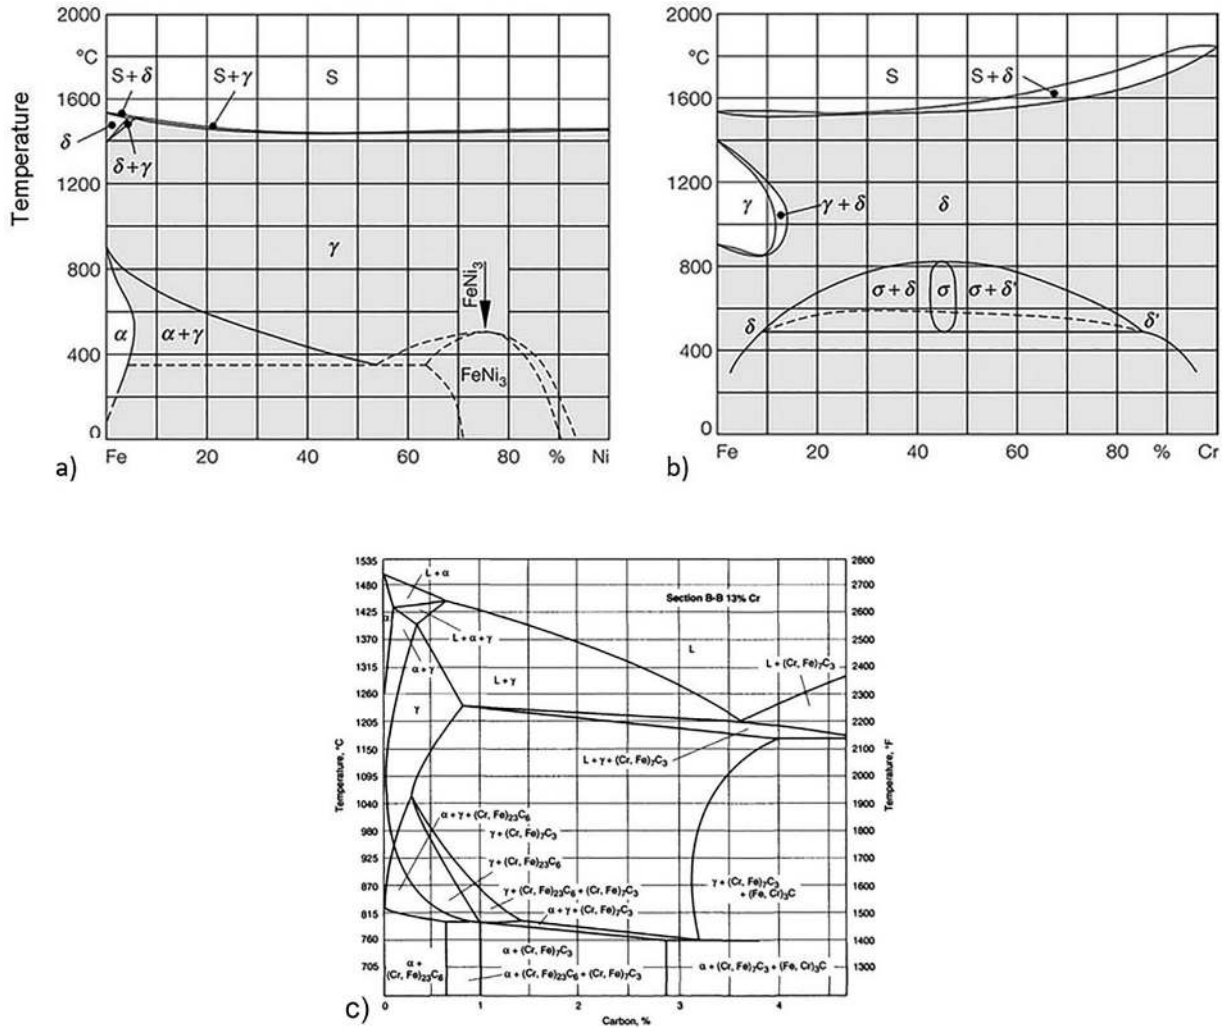 2000
°C
1600
1200
800
400
0
Temperature
S + δ
S + γ
S
δ
δ + γ
γ
α
α + γ
FeNi3
FeNi3
Fe
20
40
60
80
%
Ni
a)
2000
°C
1600
1200
800
400
0
S
S + δ
γ
γ + δ
δ
σ + δ
σ
σ + δ'
δ
δ'
Fe
20
40
60
80
%
Cr
b)
1535
1480
1425
1370
1315
1260
1205
1150
1095
1040
980
925
870
815
760
705
Temperature, °C
L + α
Section B-B 13% Cr
α
L + α + γ
α + γ
L
L + (Cr, Fe)7C3
L + γ
γ
L + γ + (Cr, Fe)7C3
α + γ + (Cr, Fe)23C6
γ + (Cr, Fe)7C3
γ + (Cr, Fe)23C6
γ + (Cr, Fe)23C6 + (Cr, Fe)7C3
γ + (Cr, Fe)7C3
+ (Fe, Cr)3C
α + γ + (Cr, Fe)7C3
α + (Cr, Fe)7C3
α +
(Cr, Fe)23C6
α + (Cr, Fe)23C6 + (Cr, Fe)7C3
α + (Cr, Fe)7C3 + (Fe, Cr)3C
2800
2700
2600
2500
2400
2300
2200
2100
2000
1900
1800
1700
1600
1500
1400
1300
Temperature, °F
0
1
2
3
4
Carbon, %
c)